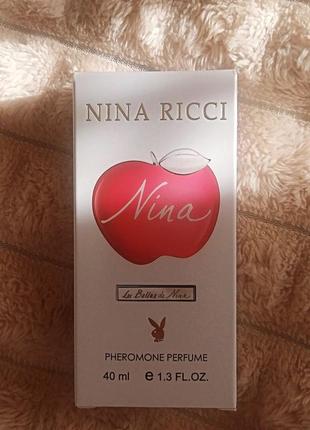 NINA RICCI
Nina
Les Belles de Nina
PHEROMONE PERFUME
40 ml e 1.3 FL.OZ.